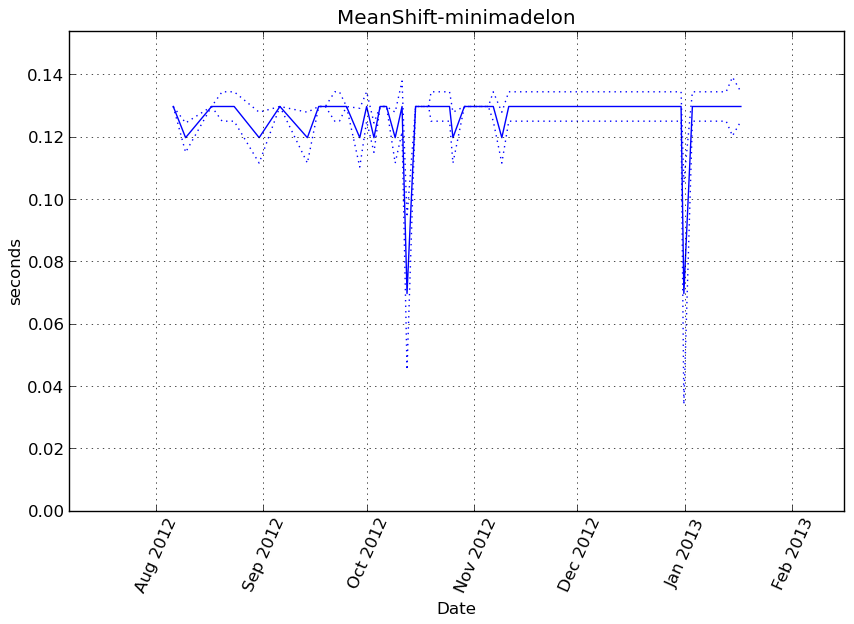 MeanShift-minimadelon
0.14
0.12
0.10
0.08
0.06
0.04
0.02
0.00
seconds
Aug 2012
Sep 2012
Oct 2012
Nov 2012
Dec 2012
Jan 2013
Feb 2013
Date